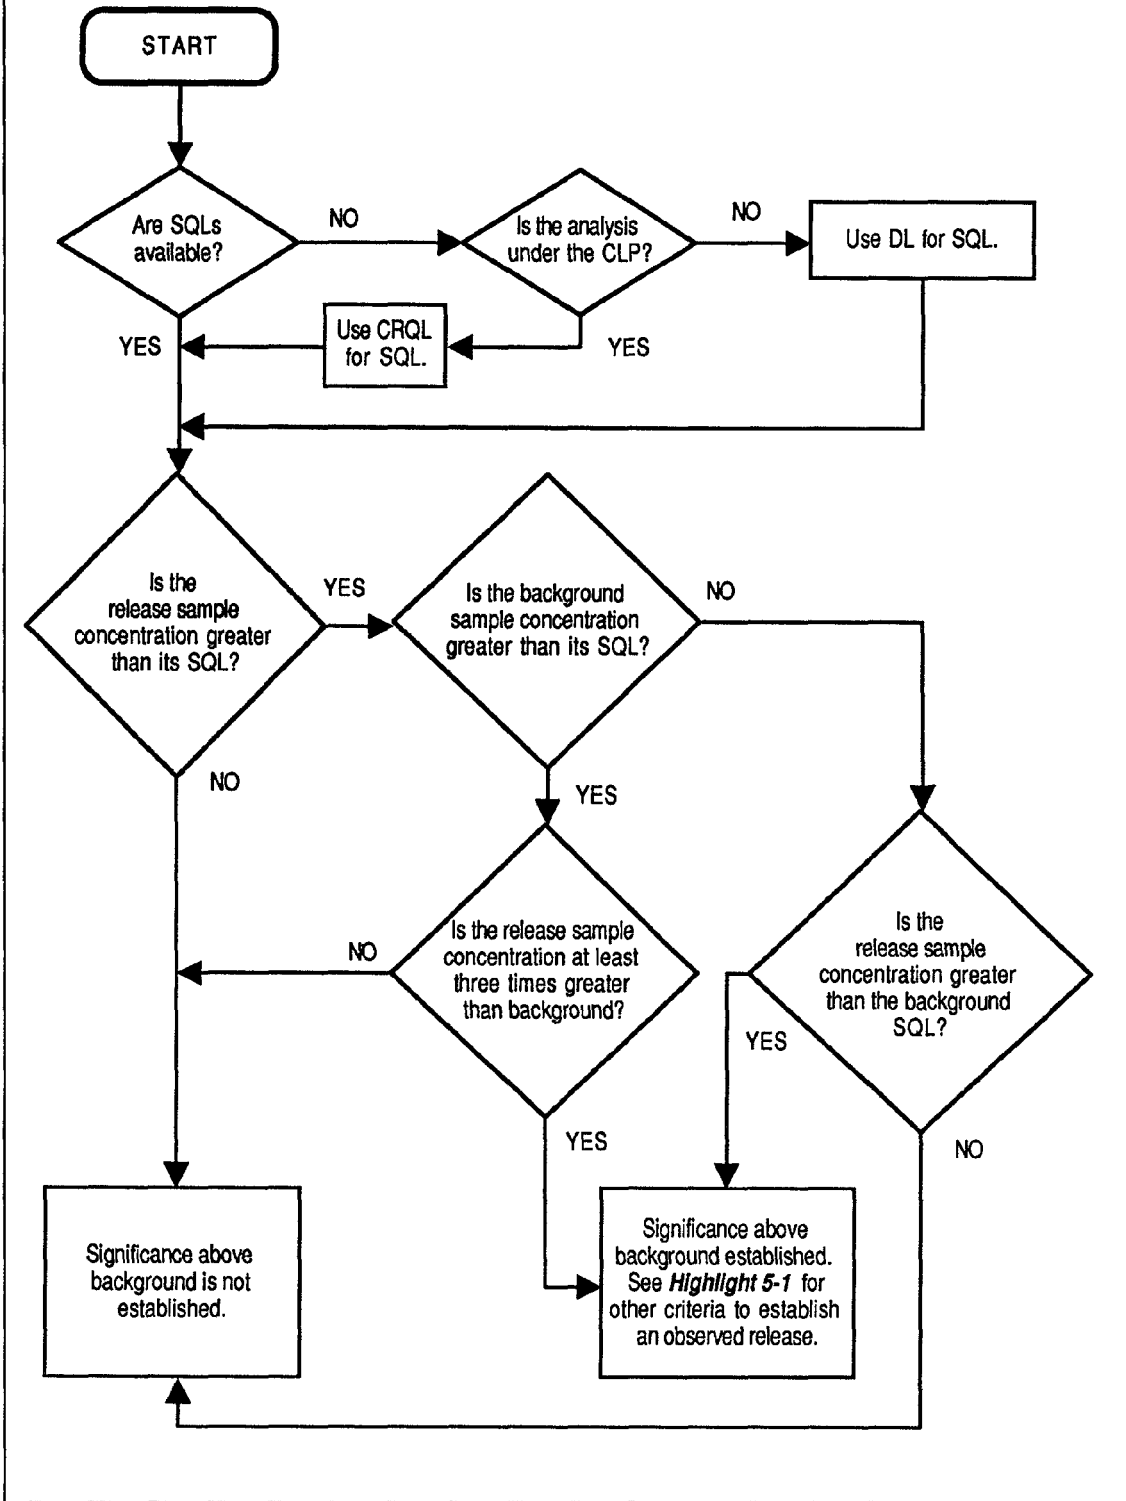 START
Are SQLs
available?
NO
Is the analysis
under the CLP?
NO
Use DL for SQL.
YES
Use CRQL
for SQL.
YES
Is the
release sample
concentration greater
than its SQL?
YES
Is the background
sample concentration
greater than its SQL?
NO
NO
YES
Is the release sample
concentration at least
three times greater
than background?
NO
Is the
release sample
concentration greater
than the background
SQL?
YES
YES
NO
Significance above
background is not
established.
Significance above
background established.
See Highlight 5-1 for
other criteria to establish
an observed release.